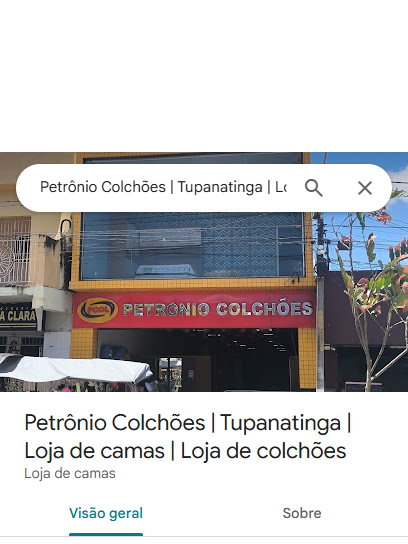 Petrônio Colchões | Tupanatinga | Lo
PCOL PETRONIO COLCHÕES
A CLARA
Petrônio Colchões | Tupanatinga |
Loja de camas | Loja de colchões
Loja de camas
Visão geral Sobre